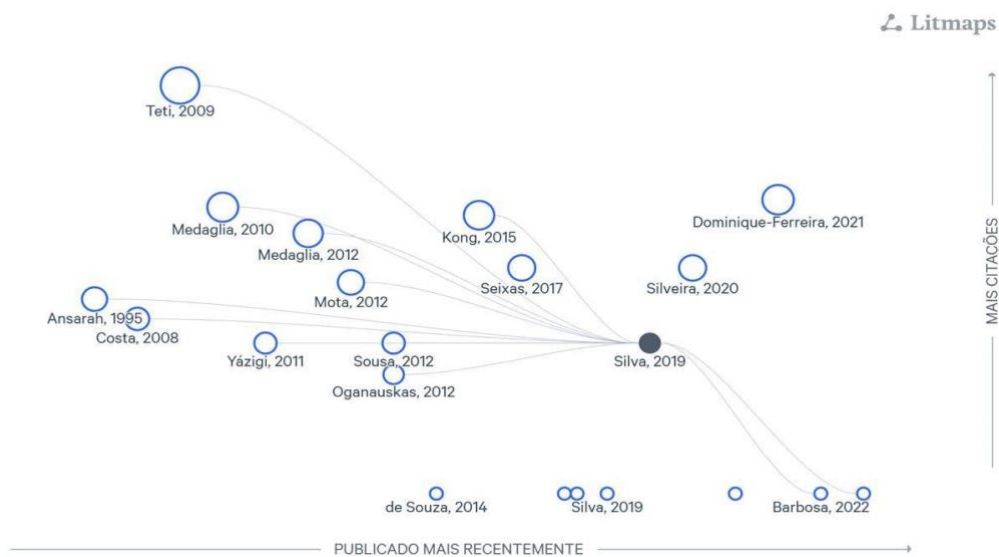 Litmaps
Teti, 2009
Medaglia, 2010
Medaglia, 2012
Kong, 2015
Dominique-Ferreira, 2021
Mota, 2012
Seixas, 2017
Silveira, 2020
Ansarah, 1995
Costa, 2008
Yázigi, 2011
Sousa, 2012
Silva, 2019
Oganauskas, 2012
de Souza, 2014
Silva, 2019
Barbosa, 2022
MAIS CITAÇÕES
PUBLICADO MAIS RECENTEMENTE